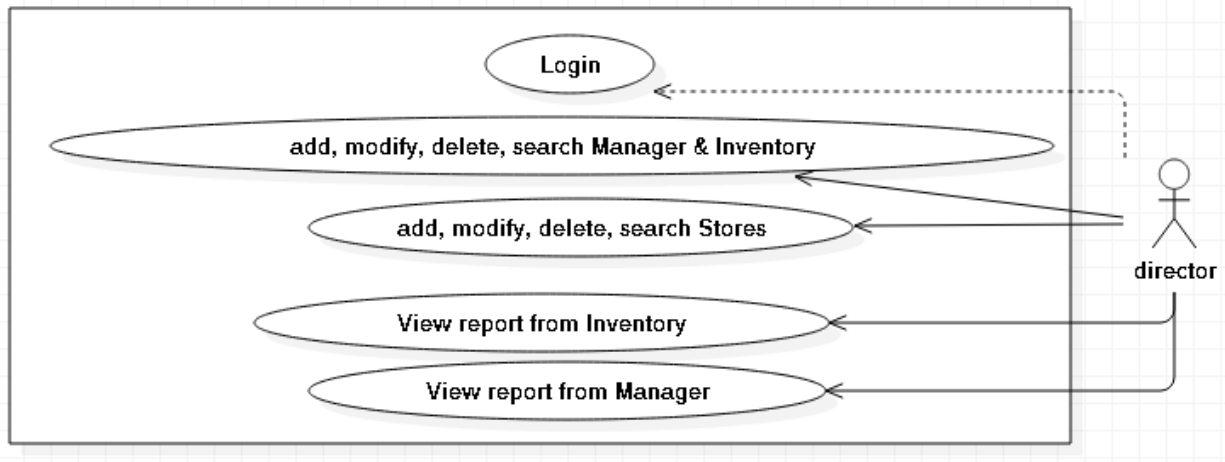 Login
add, modify, delete, search Manager & Inventory
add, modify, delete, search Stores
director
View report from Inventory
View report from Manager